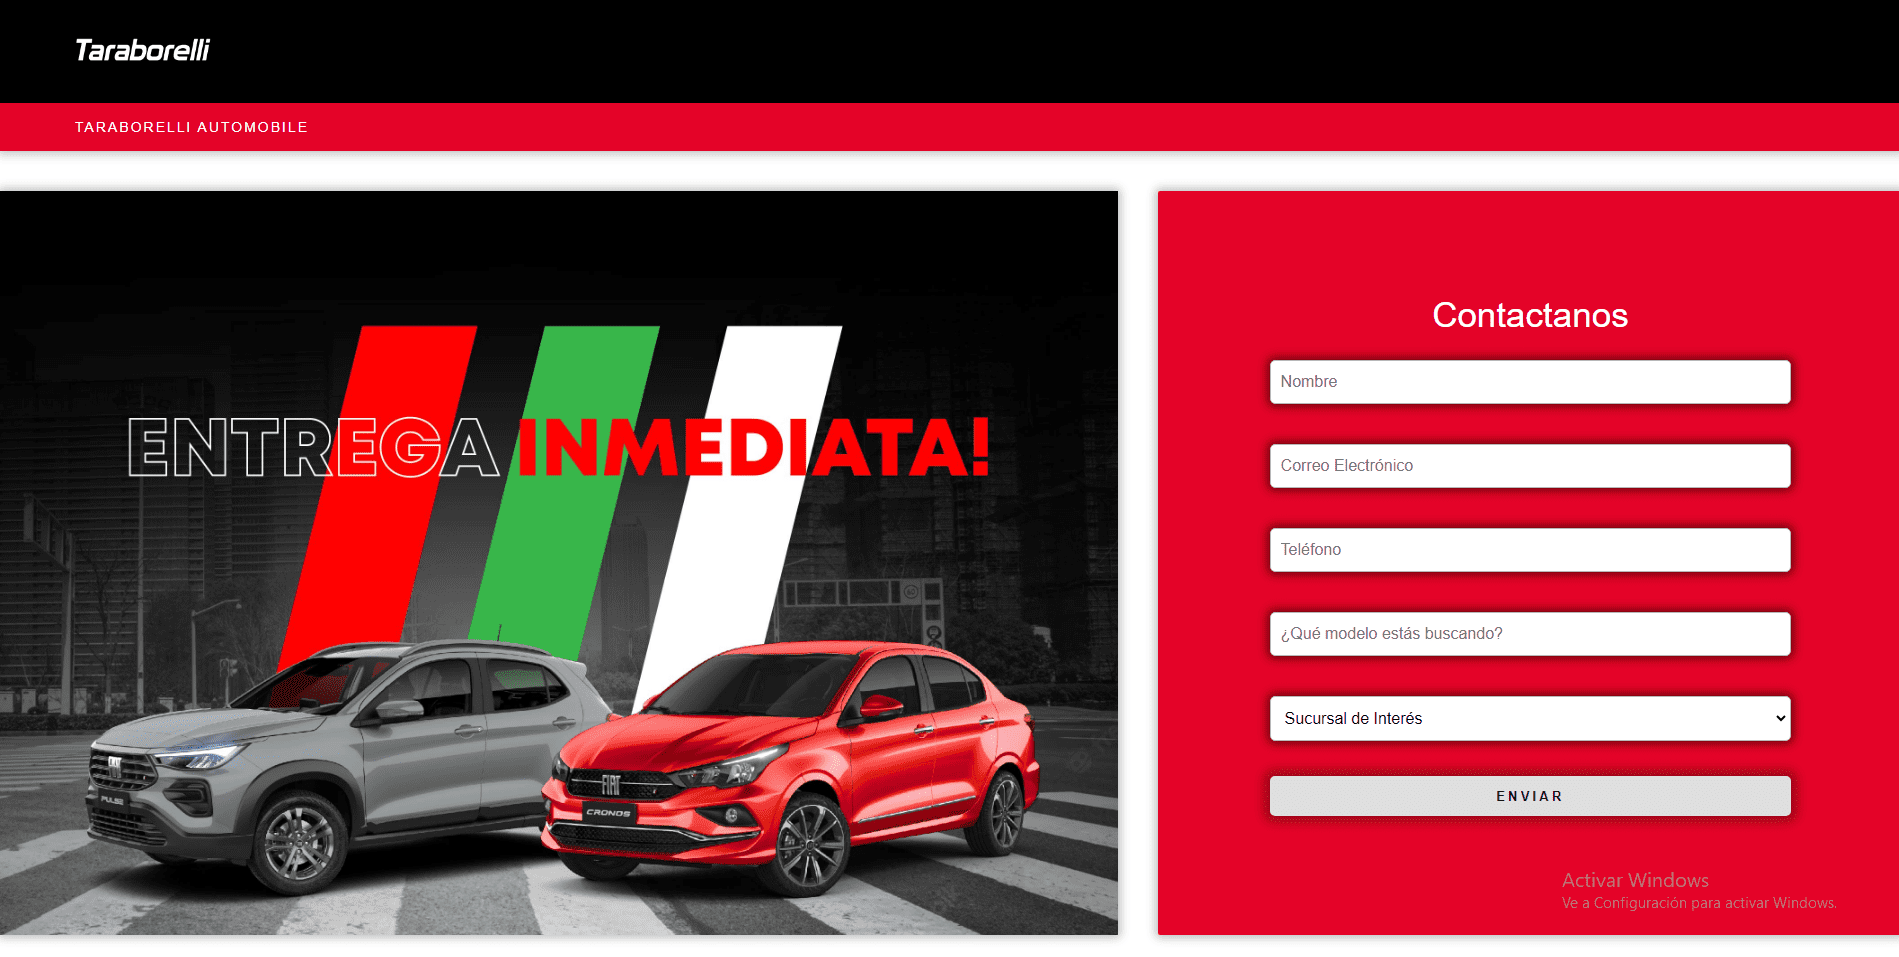 Taraborelli
TARABORELLI AUTOMOBILE
ENTREGA INMEDIATA!
FIAT
PULSE
FIAT
CRONOS
Contactanos
Nombre
Correo Electrónico
Teléfono
¿Qué modelo estás buscando?
Sucursal de Interés
ENVIAR
Activar Windows
Ve a Configuración para activar Windows.